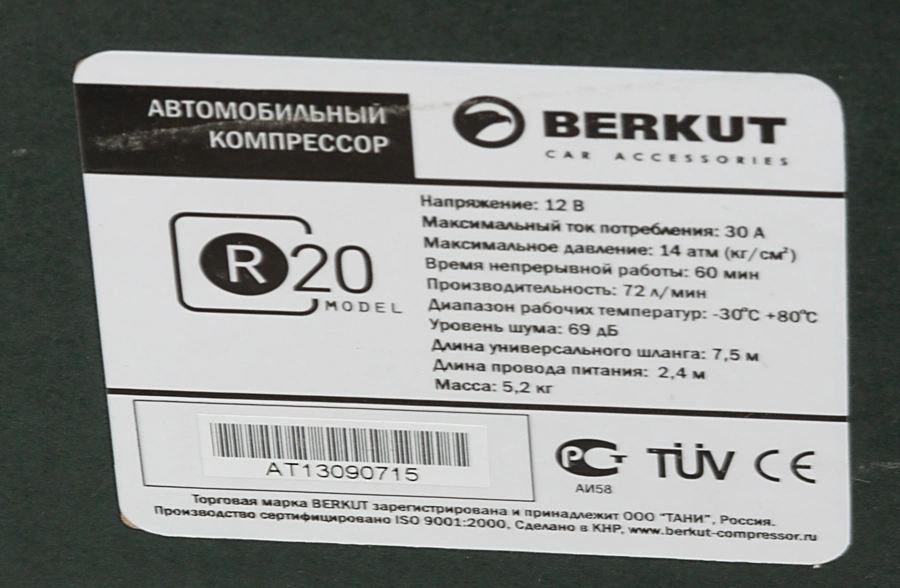 АВТОМОБИЛЬНЫЙ
КОМПРЕССОР
BERKUT
CAR ACCESSORIES
R20
MODEL
Напряжение: 12 В
Максимальный ток потребления: 30 А
Максимальное давление: 14 атм (кг/см²)
Время непрерывной работы: 60 мин
Производительность: 72 л/мин
Диапазон рабочих температур: -30°С +80°С
Уровень шума: 69 дБ
Длина универсального шланга: 7,5 м
Длина провода питания: 2,4 м
Масса: 5,2 кг
AT13090715
РСТ TÜV CE
АИ58
Торговая марка BERKUT зарегистрирована и принадлежит ООО "ТАНИ", Россия.
Производство сертифицировано ISO 9001:2000, Сделано в КНР, www.berkut-compressor.ru